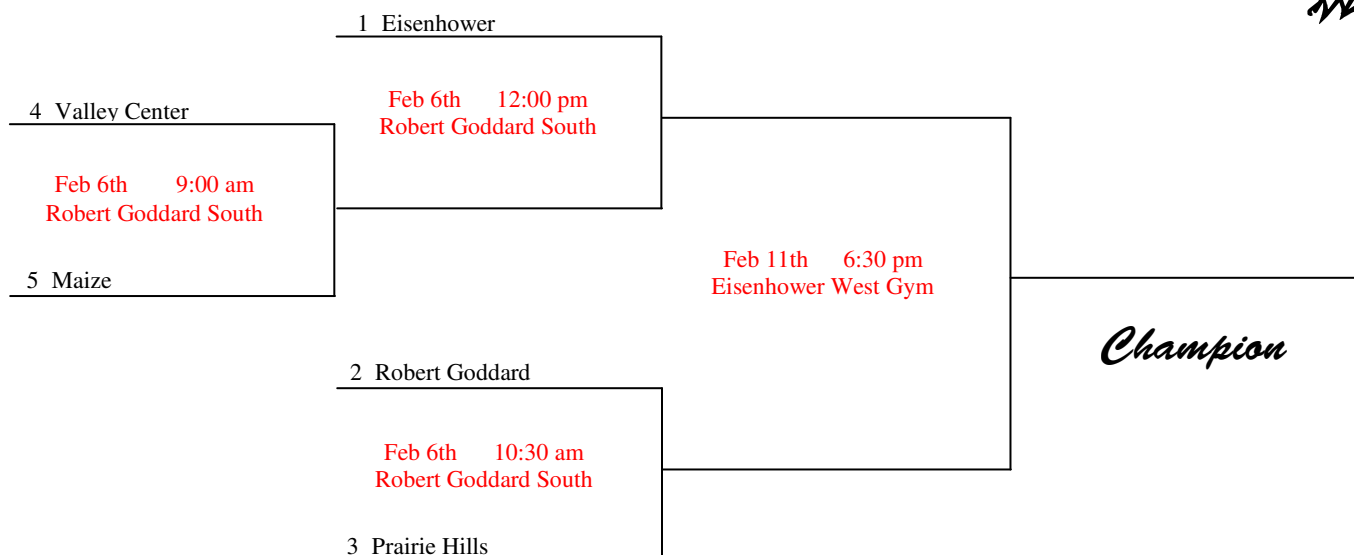 1 Eisenhower
4 Valley Center
Feb 6th 12:00 pm
Robert Goddard South
Feb 6th 9:00 am
Robert Goddard South
5 Maize
Feb 11th 6:30 pm
Eisenhower West Gym
Champion
2 Robert Goddard
Feb 6th 10:30 am
Robert Goddard South
3 Prairie Hills